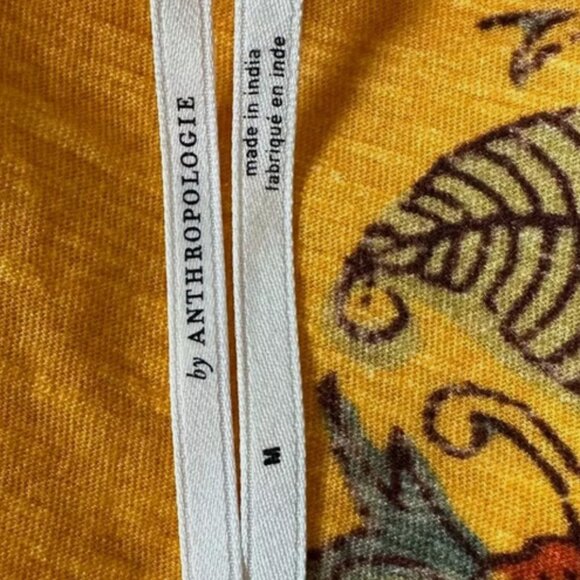 by ANTHROPOLOGIE
made in india
fabriqué en inde
M